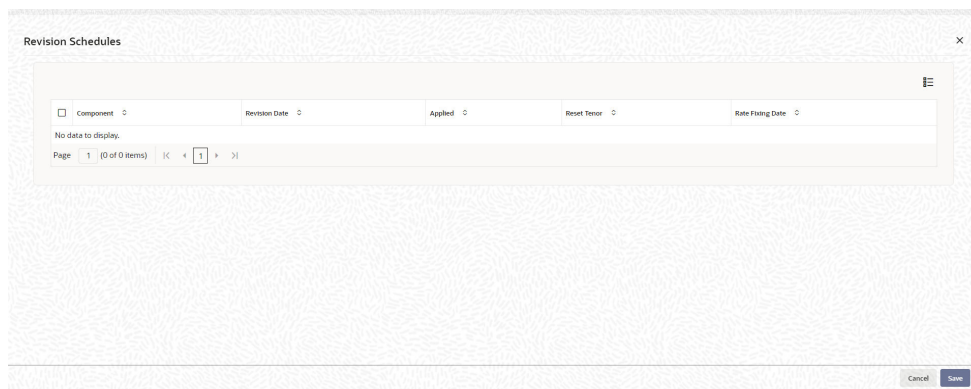 Revision Schedules
Component Revision Date Applied Reset Tenor Rate Fixing Date
No data to display.
Page 1 (0 of 0 items) 1
Cancel Save